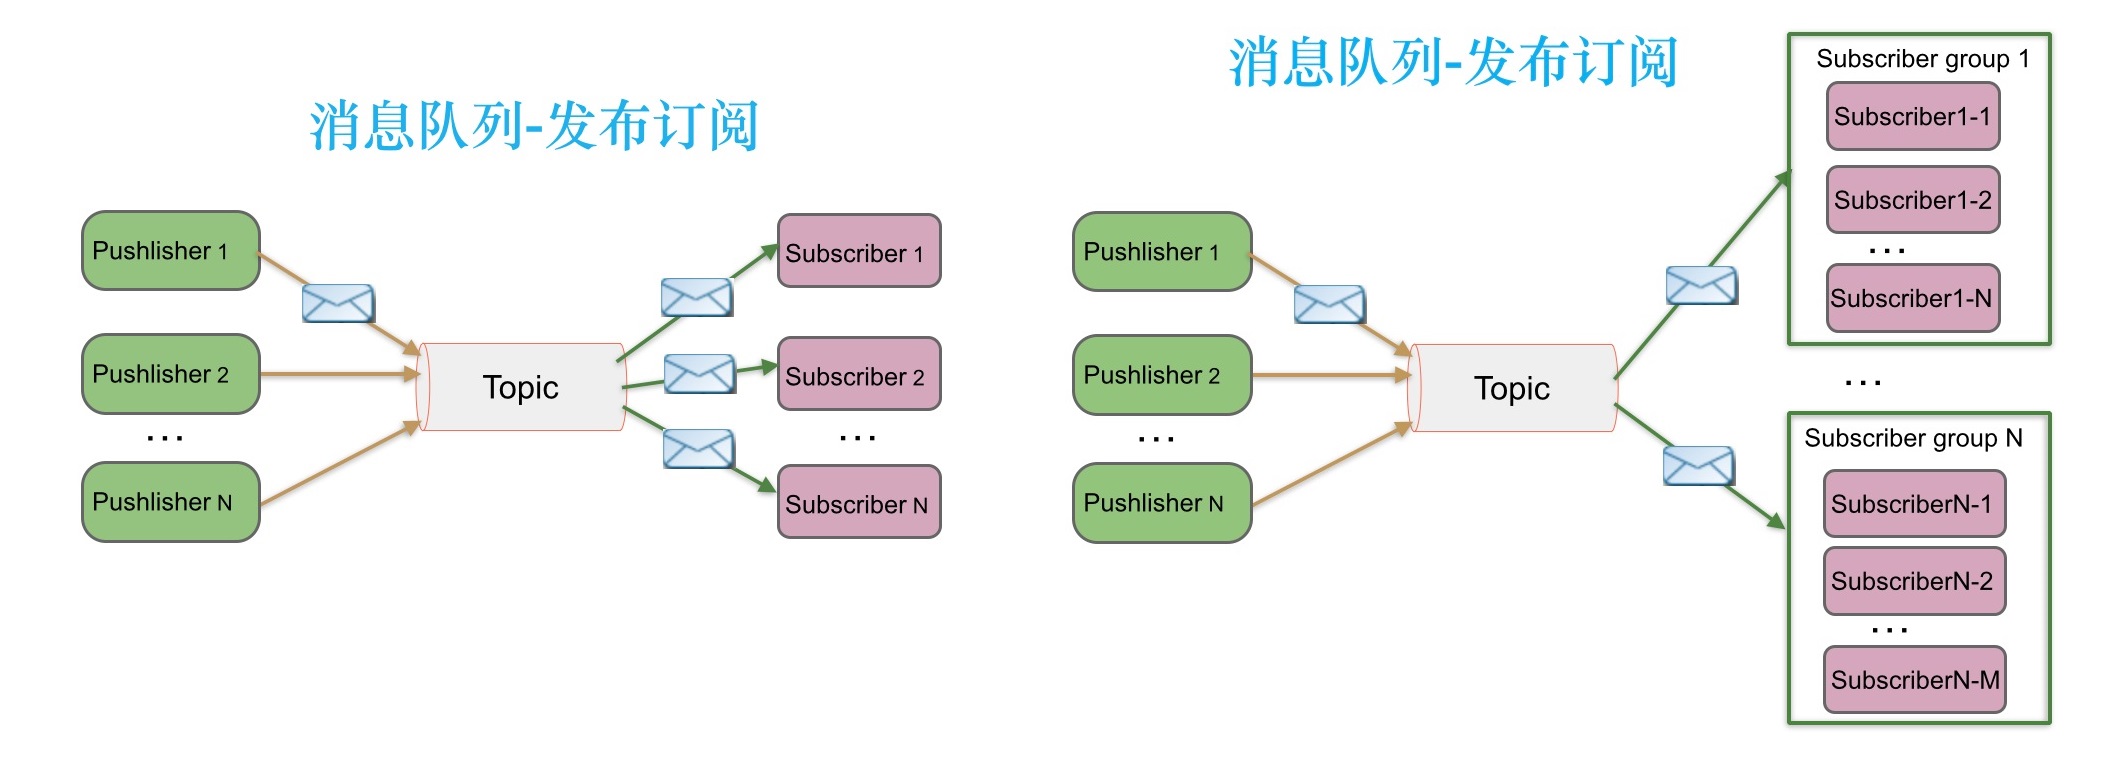 消息队列-发布订阅
Pushlisher 1
Pushlisher 2
...
Pushlisher N
Topic
Subscriber 1
Subscriber 2
...
Subscriber N
消息队列-发布订阅
Pushlisher 1
Pushlisher 2
...
Pushlisher N
Topic
Subscriber group 1
Subscriber1-1
Subscriber1-2
...
Subscriber1-N
...
Subscriber group N
SubscriberN-1
SubscriberN-2
...
SubscriberN-M